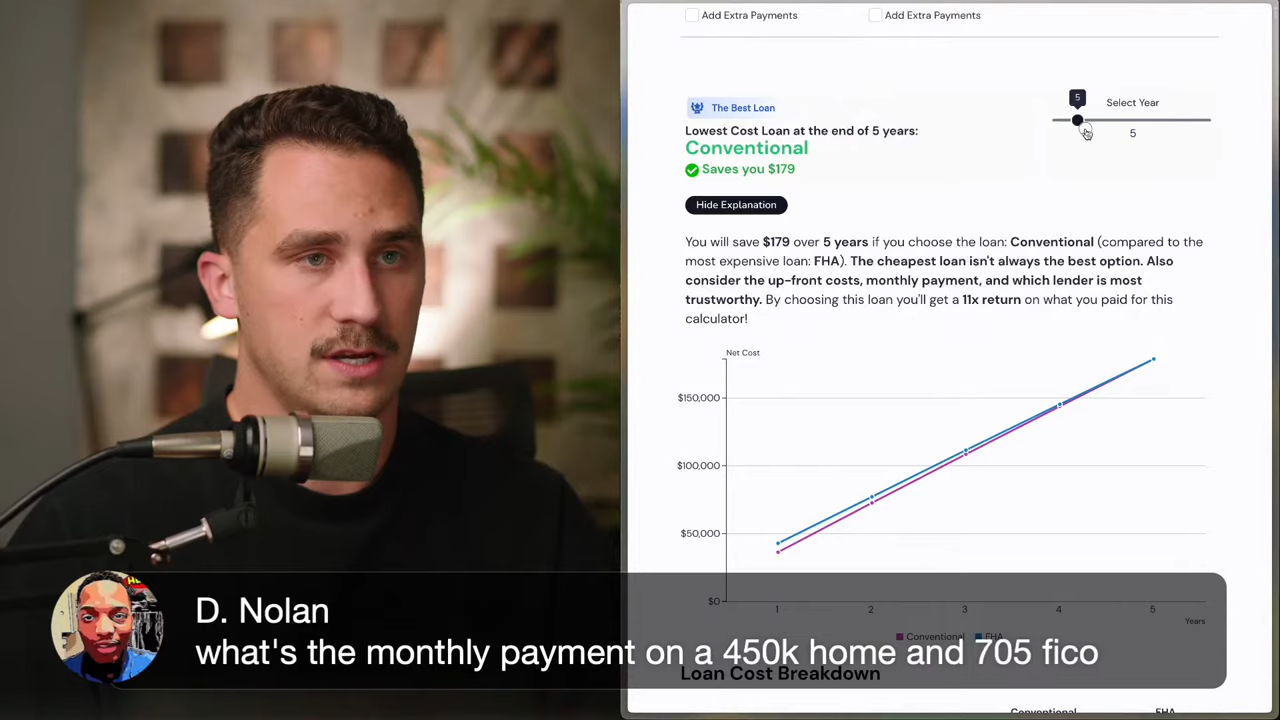 Add Extra Payments Add Extra Payments
The Best Loan
5
Select Year
5
Lowest Cost Loan at the end of 5 years:
Conventional
Saves you $179
Hide Explanation
You will save $179 over 5 years if you choose the loan: Conventional (compared to the
most expensive loan: FHA). The cheapest loan isn't always the best option. Also
consider the up-front costs, monthly payment, and which lender is most
trustworthy. By choosing this loan you'll get a 11x return on what you paid for this
calculator!
Net Cost
$150,000
$100,000
$50,000
$0
1 2 3 4 5
Years
Conventional FHA
D. Nolan
what's the monthly payment on a 450k home and 705 fico
Loan Cost Breakdown
Conventional FHA